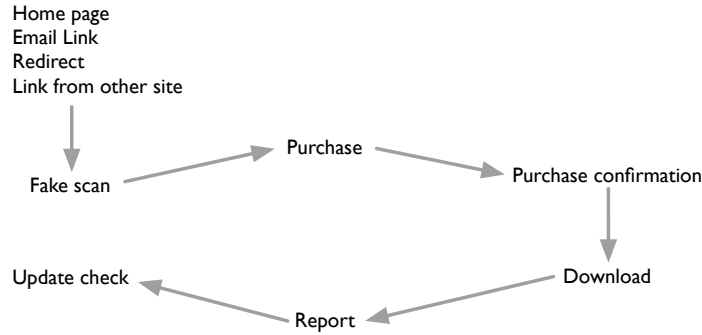 Home page
Email Link
Redirect
Link from other site
Fake scan
Purchase
Purchase confirmation
Download
Report
Update check